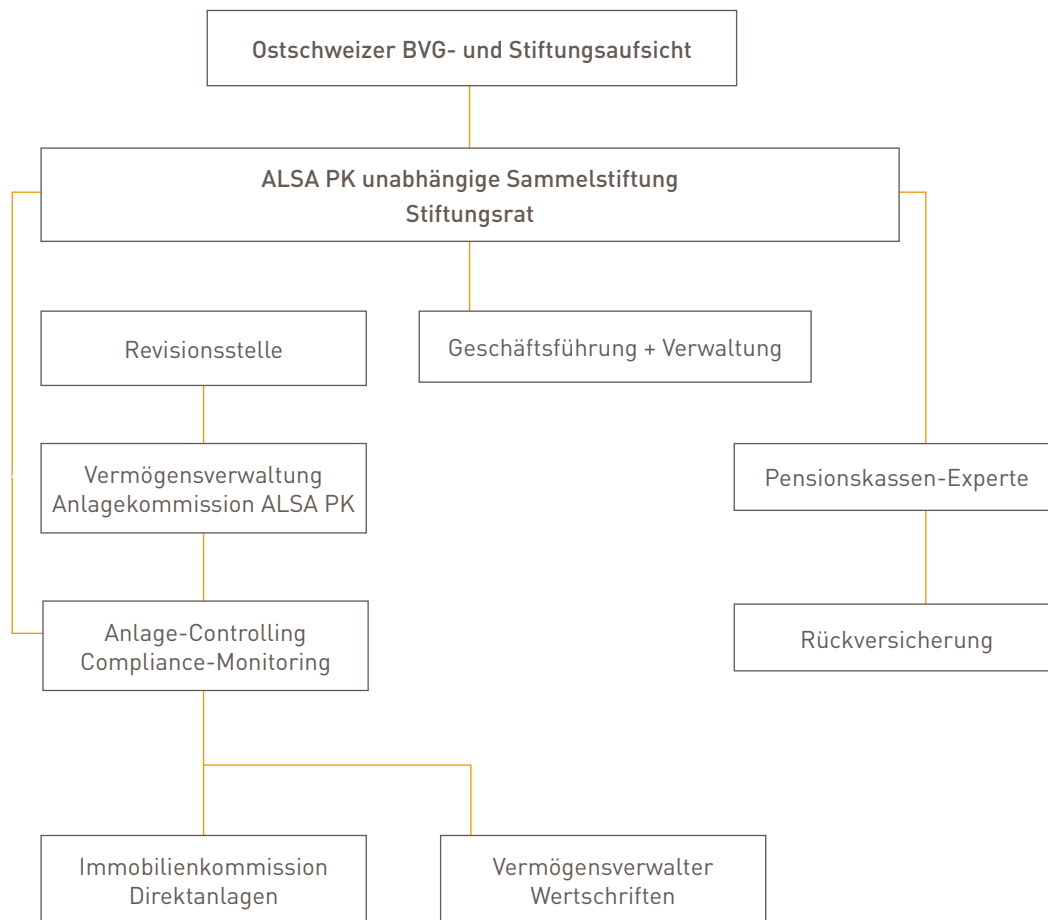 Ostschweizer BVG- und Stiftungsaufsicht
ALSA PK unabhängige Sammelstiftung
Stiftungsrat
Revisionsstelle
Geschäftsführung + Verwaltung
Vermögensverwaltung
Anlagekommission ALSA PK
Pensionskassen-Experte
Anlage-Controlling
Compliance-Monitoring
Rückversicherung
Immobilienkommission
Direktanlagen
Vermögensverwalter
Wertschriften